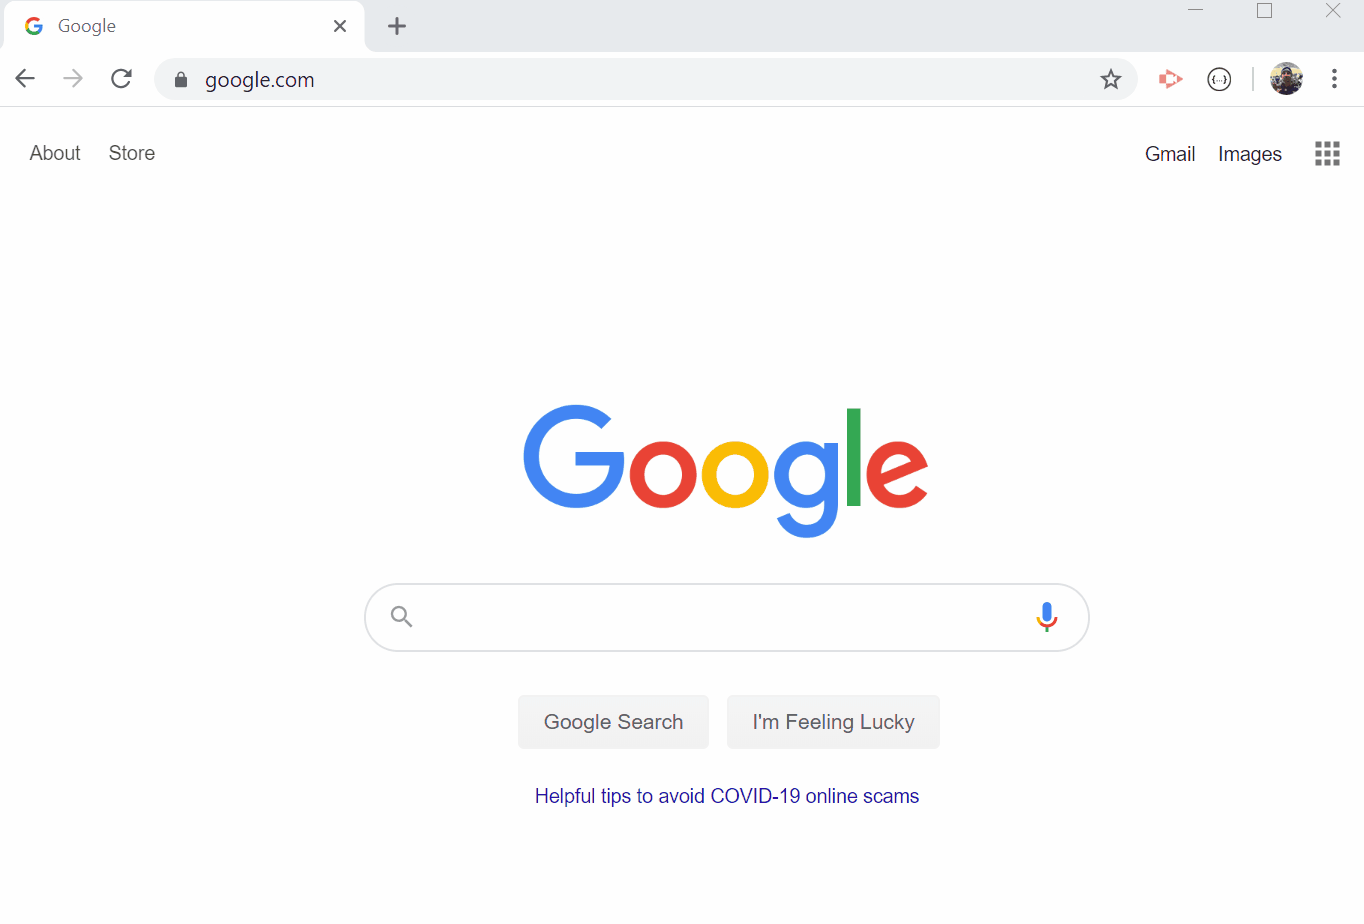 Google
google.com
About Store Gmail Images
Google
Google Search I'm Feeling Lucky
Helpful tips to avoid COVID-19 online scams